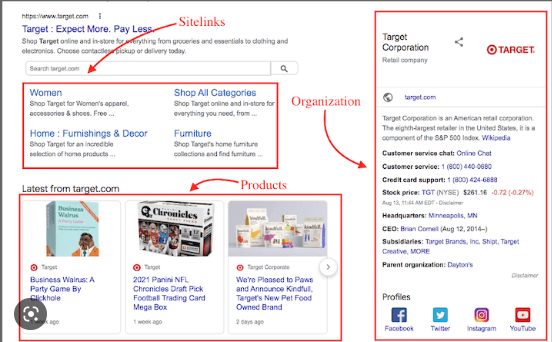 https://www.target.com
Target : Expect More. Pay Less.
Shop Target online and in-store for everything from groceries and essentials to clothing and
electronics. Choose contactless pickup or delivery today.
Search target.com
Sitelinks
Women
Shop Target for Women's apparel,
accessories & shoes. Free ...
Shop All Categories
Shop Target online and in-store for
everything you need, from ...
Home : Furnishings & Decor
Shop Target for an incredible
selection of home products ...
Furniture
Shop Target's home furniture
collections and find furniture ...
Latest from target.com
Products
Business
Walrus
Chronicles
kindfull
Target
Business Walrus: A
Party Game By
Clickhole
1 week ago
Target
2021 Panini NFL
Chronicles Draft Pick
Football Trading Card
Mega Box
1 week ago
Target Corporate
We're Pleased to Paws
and Announce Kindfull,
Target's New Pet Food
Owned Brand
2 days ago
Organization
Target
Corporation
Retail company
TARGET
target.com
Target Corporation is an American retail corporation.
The eighth-largest retailer in the United States, it is a
component of the S&P 500 Index. Wikipedia
Customer service chat: Online Chat
Customer service: 1 (800) 440-0680
Credit card support: 1 (800) 424-6888
Stock price: TGT (NYSE) $261.16 -0.72 (-0.27%)
Aug 13, 11:44 AM EDT - Disclaimer
Headquarters: Minneapolis, MN
CEO: Brian Cornell (Aug 12, 2014–)
Subsidiaries: Target Brands, Inc, Shipt, Target
Creative, MORE
Parent organization: Dayton's
Disclaimer
Profiles
Facebook
Twitter
Instagram
YouTube